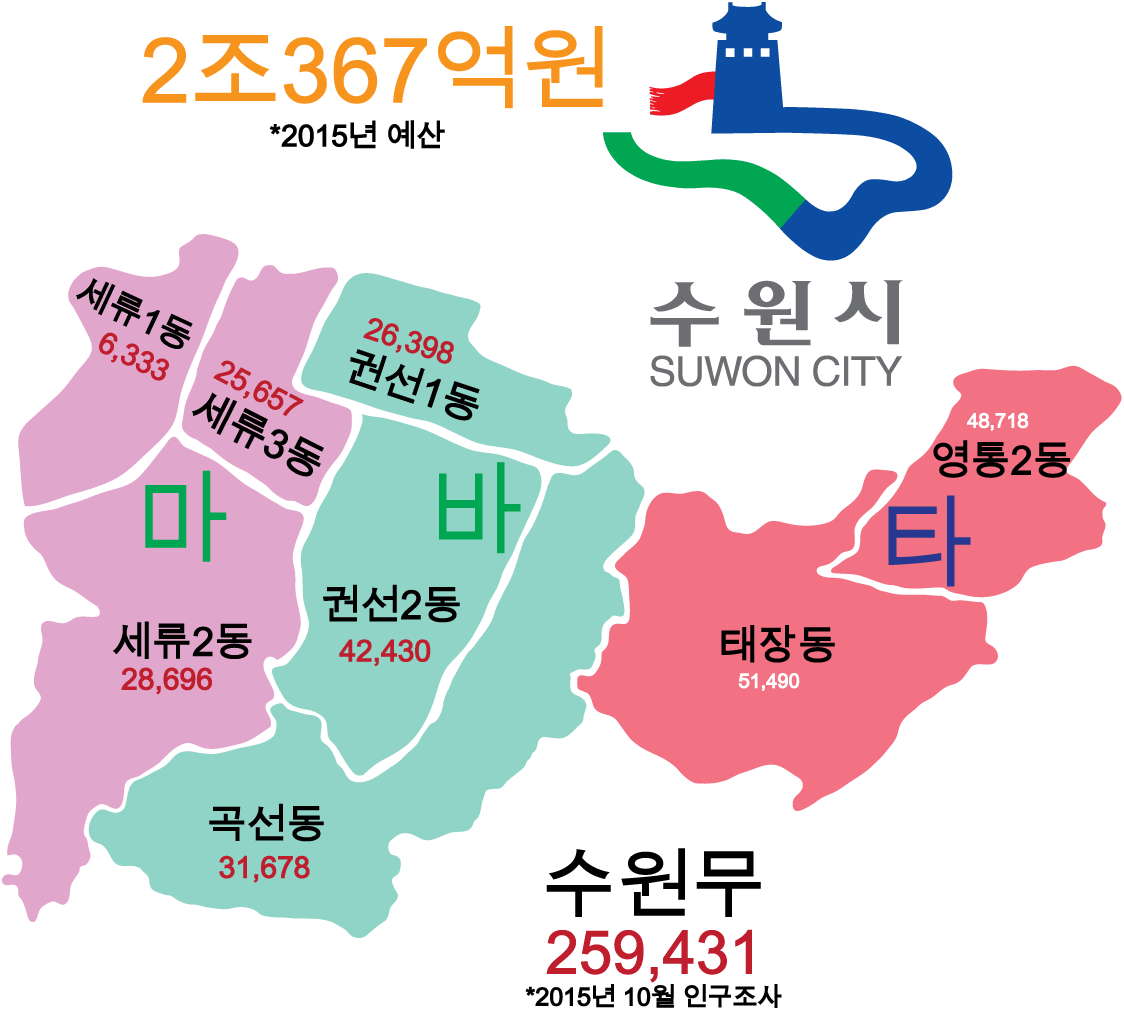 2조367억원
*2015년 예산
수원시
SUWON CITY
세류1동
6,333
25,657
세류3동
26,398
권선1동
48,718
영통2동
마
바
타
권선2동
42,430
세류2동
28,696
태장동
51,490
곡선동
31,678
수원무
259,431
*2015년 10월 인구조사